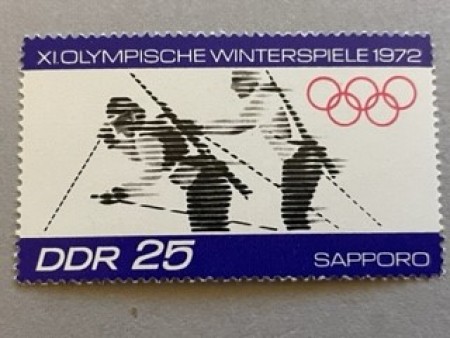 XI. OLYMPISCHE WINTERSPIELE 1972
DDR 25
SAPPORO